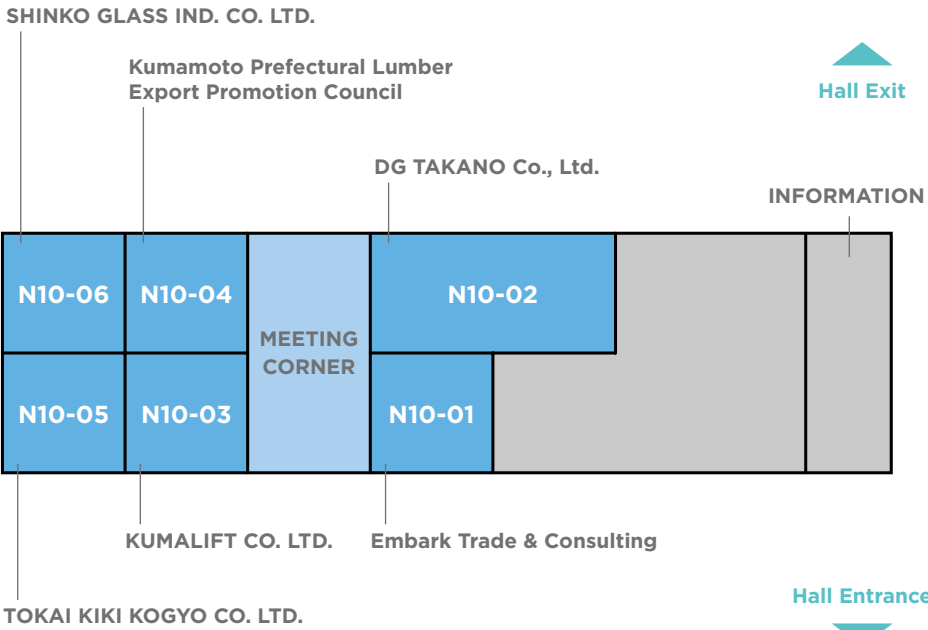 SHINKO GLASS IND. CO. LTD.
Kumamoto Prefectural Lumber
Export Promotion Council
Hall Exit
DG TAKANO Co., Ltd.
INFORMATION
N10-06
N10-04
N10-02
MEETING
CORNER
N10-05
N10-03
N10-01
KUMALIFT CO. LTD.
Embark Trade & Consulting
Hall Entrance
TOKAI KIKI KOGYO CO. LTD.